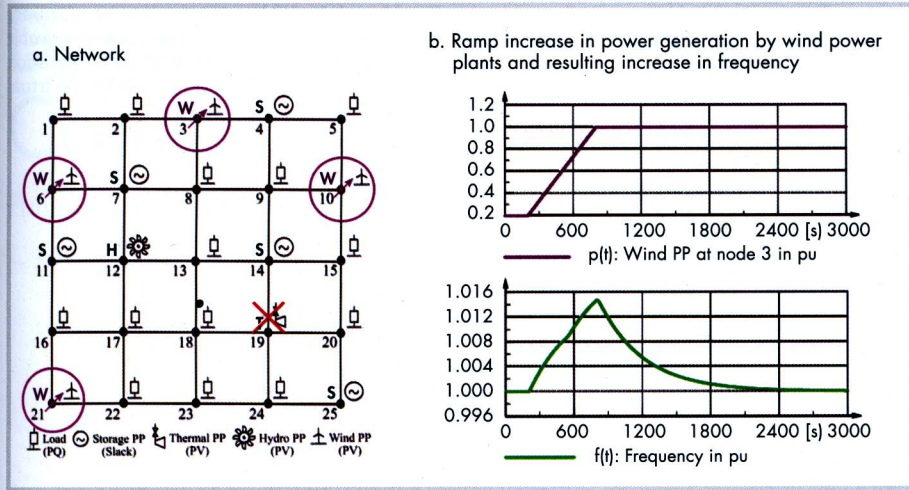 a. Network
b. Ramp increase in power generation by wind power
plants and resulting increase in frequency
W S
1 2 3 4 5
W S W
6 7 8 9 10
S H S
11 12 13 14 15
16 17 18 19 20
W S
21 22 23 24 25
Load Storage PP Thermal PP Hydro PP Wind PP
(PQ) (Slack) (PV) (PV) (PV)
1.2
1.0
0.8
0.6
0.4
0.2
0 600 1200 1800 2400 [s] 3000
p(t): Wind PP at node 3 in pu
1.016
1.012
1.008
1.004
1.000
0.996
0 600 1200 1800 2400 [s] 3000
f(t): Frequency in pu